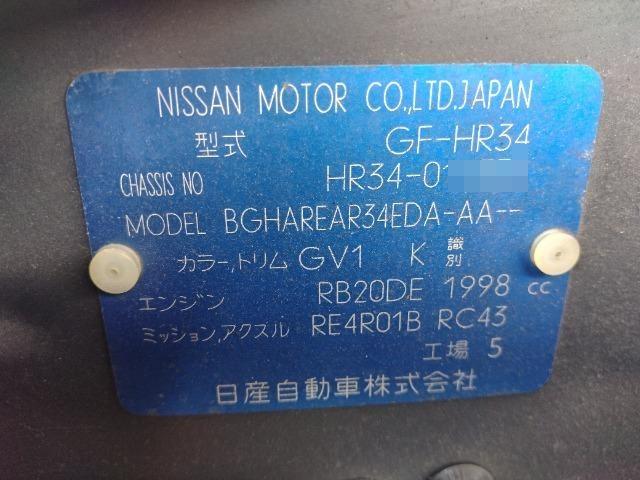 NISSAN MOTOR CO.,LTD.JAPAN
型式 GF-HR34
CHASSIS NO HR34-01
MODEL BGHAREAR34EDA-AA--
カラー,トリム GV1 K 識別
エンジン RB20DE 1998 cc
ミッション,アクスル RE4R01B RC43
工場 5
日産自動車株式会社